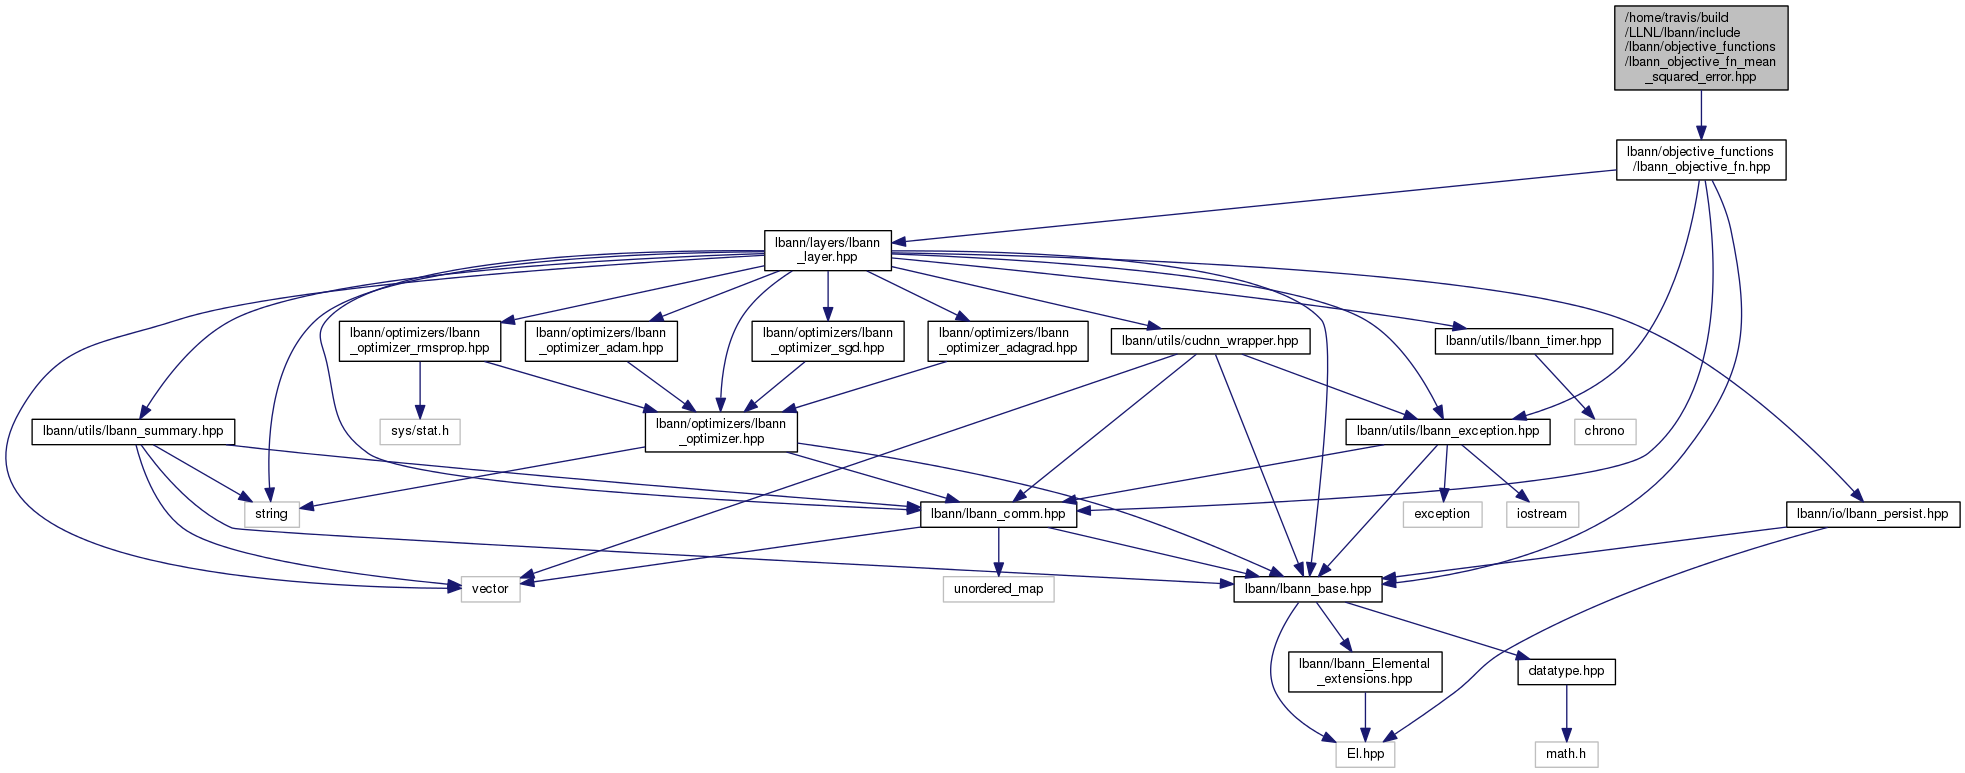 /home/travis/build
/LLNL/lbann/include
/lbann/objective_functions
/lbann_objective_fn_mean
_squared_error.hpp
lbann/objective_functions
/lbann_objective_fn.hpp
lbann/layers/lbann
_layer.hpp
lbann/optimizers/lbann
_optimizer_rmsprop.hpp
lbann/optimizers/lbann
_optimizer_adam.hpp
lbann/optimizers/lbann
_optimizer_sgd.hpp
lbann/optimizers/lbann
_optimizer_adagrad.hpp
lbann/utils/cudnn_wrapper.hpp
lbann/utils/lbann_timer.hpp
lbann/utils/lbann_summary.hpp
sys/stat.h
lbann/optimizers/lbann
_optimizer.hpp
lbann/utils/lbann_exception.hpp
chrono
string
lbann/lbann_comm.hpp
exception
iostream
lbann/io/lbann_persist.hpp
vector
unordered_map
lbann/lbann_base.hpp
lbann/lbann_Elemental
_extensions.hpp
datatype.hpp
El.hpp
math.h